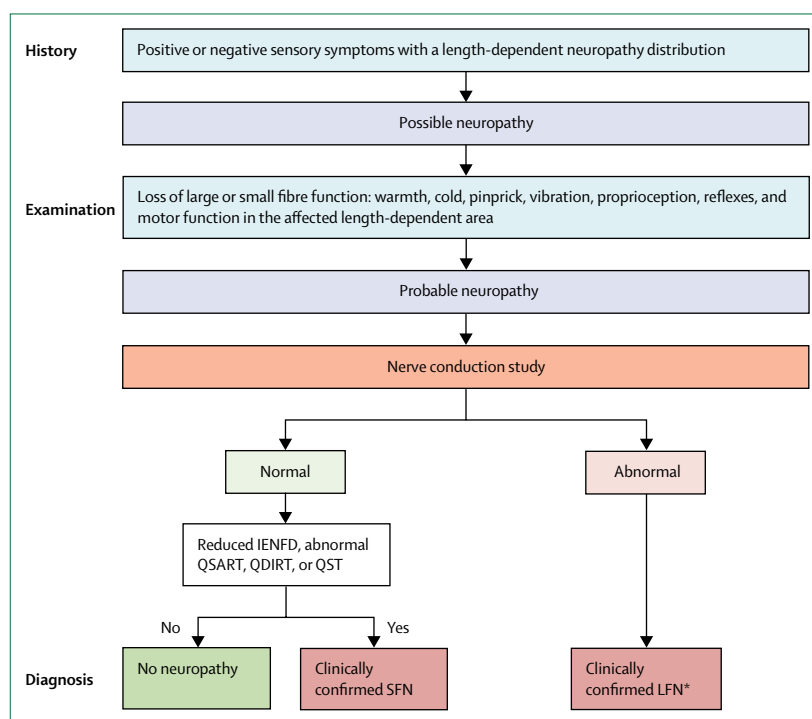 History
Positive or negative sensory symptoms with a length-dependent neuropathy distribution
Possible neuropathy
Examination
Loss of large or small fibre function: warmth, cold, pinprick, vibration, proprioception, reflexes, and
motor function in the affected length-dependent area
Probable neuropathy
Nerve conduction study
Normal
Abnormal
Reduced IENFD, abnormal
QSART, QDIRT, or QST
No
Yes
Diagnosis
No neuropathy
Clinically
confirmed SFN
Clinically
confirmed LFN*